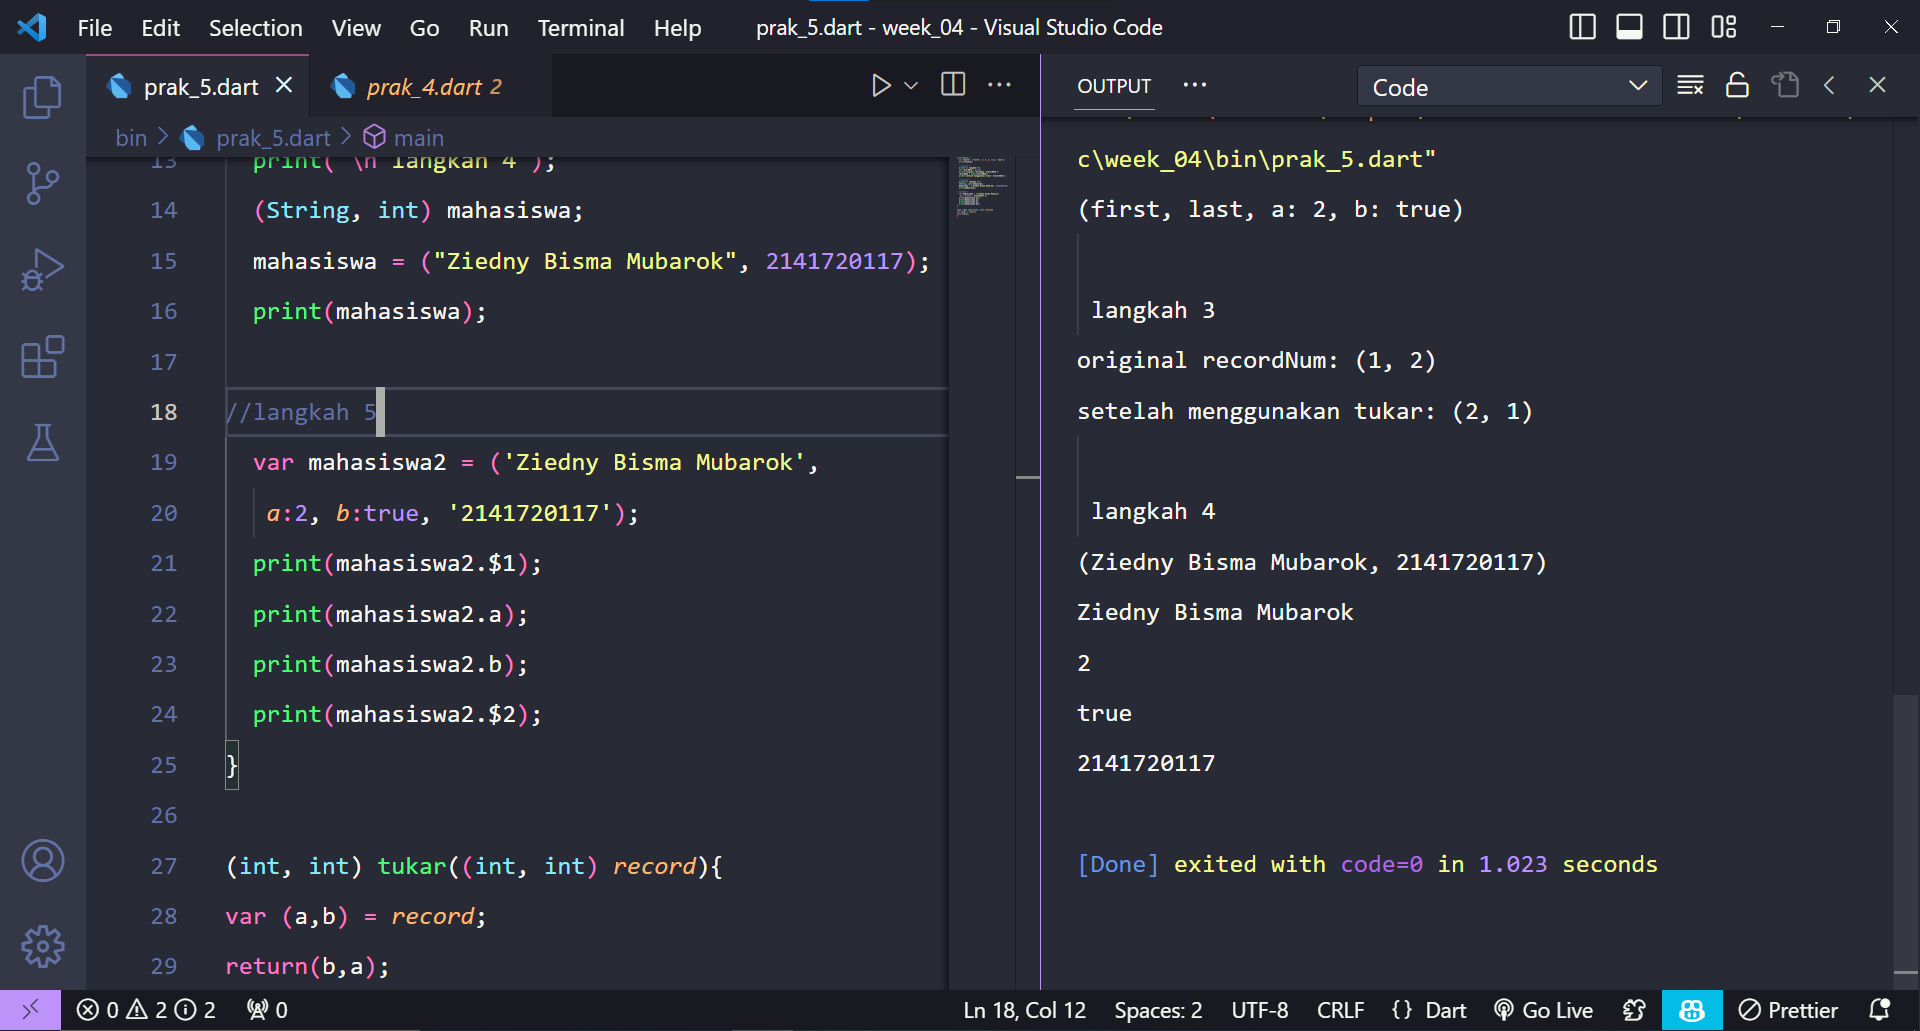 File Edit Selection View Go Run Terminal Help prak_5.dart - week_04 - Visual Studio Code
prak_5.dart prak_4.dart 2
bin > prak_5.dart > main
13 print("\n langkah 4");
14 (String, int) mahasiswa;
15 mahasiswa = ("Ziedny Bisma Mubarok", 2141720117);
16 print(mahasiswa);
17
18 //langkah 5
19 var mahasiswa2 = ('Ziedny Bisma Mubarok',
20 a:2, b:true, '2141720117');
21 print(mahasiswa2.$1);
22 print(mahasiswa2.a);
23 print(mahasiswa2.b);
24 print(mahasiswa2.$2);
25 }
26
27 (int, int) tukar((int, int) record){
28 var (a,b) = record;
29 return(b,a);
OUTPUT ··· Code
c\week_04\bin\prak_5.dart"
(first, last, a: 2, b: true)
langkah 3
original recordNum: (1, 2)
setelah menggunakan tukar: (2, 1)
langkah 4
(Ziedny Bisma Mubarok, 2141720117)
Ziedny Bisma Mubarok
2
true
2141720117
[Done] exited with code=0 in 1.023 seconds
0 2 2 0 Ln 18, Col 12 Spaces: 2 UTF-8 CRLF {} Dart Go Live Prettier